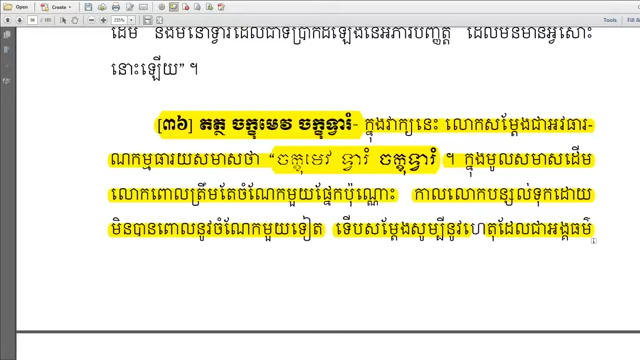 Open Create 98 / 180 235% Tools Fill &
ដើម នឹងមនោទ្វារដែលជាទីប្រាកដឡើងនៃអភាវបញ្ញត្ត ដែលមិនមានអ្វីសោះ
នោះឡើយ” ។
[៣៦] តត្ថ ចក្ខុមេវ ចក្ខុទ្វារំ- ក្នុងវាក្យនេះ លោកសម្តែងជាអវធារ-
ណកម្មធារយសមាសថា “ចក្ខុមេវ ទ្វារំ ចក្ខុទ្វារំ ។ ក្នុងមូលសមាសដើម
លោកពោលត្រឹមតែចំណែកមួយផ្នែកប៉ុណ្ណោះ កាលលោកបន្សល់ទុកដោយ
មិនបានពោលនូវចំណែកមួយទៀត ទើបសម្តែងសូម្បីនូវហេតុដែលជាអង្គធម៌